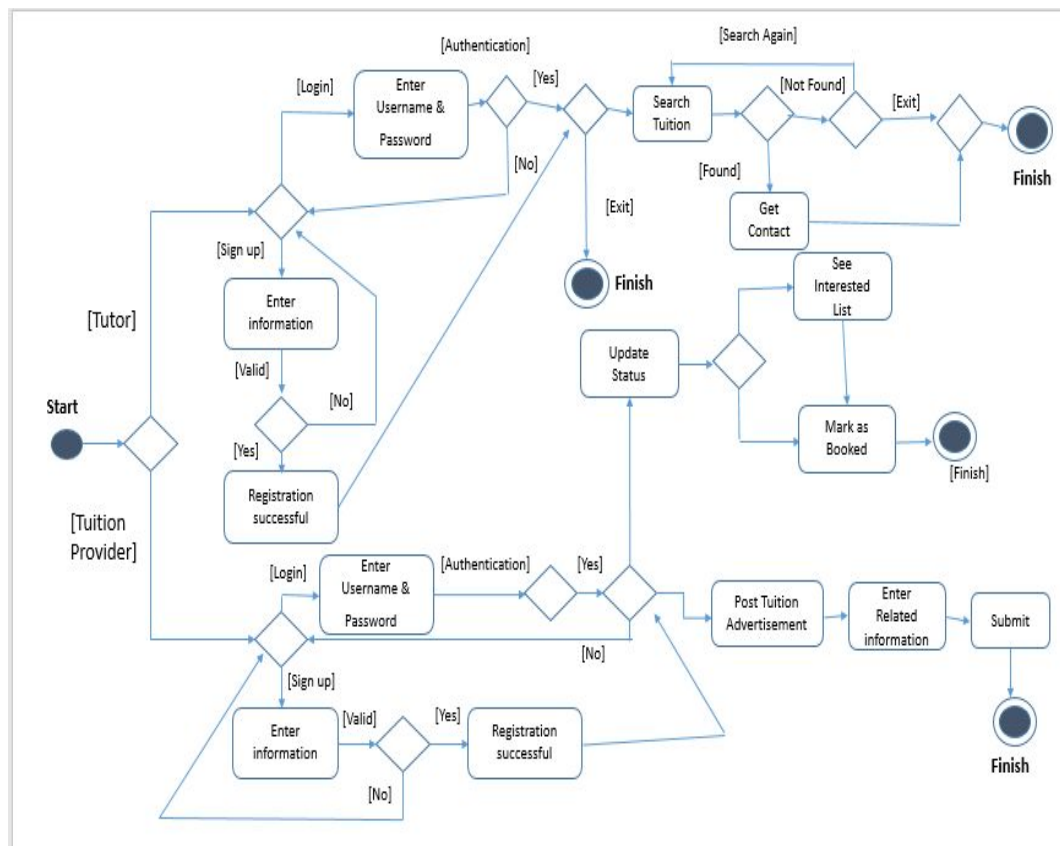 [Search Again]
[Authentication]
[Login]
Enter
Username &
Password
[Yes]
Search
Tuition
[Not Found]
[Exit]
Finish
[No]
[Found]
Get
Contact
[Exit]
Finish
[Sign up]
Enter
information
[Tutor]
[Valid]
[No]
[Yes]
Registration
successful
See
Interested
List
Update
Status
Mark as
Booked
[Finish]
Start
[Tuition
Provider]
[Login]
Enter
Username &
Password
[Authentication]
[Yes]
[No]
Post Tuition
Advertisement
Enter
Related
information
Submit
Finish
[Sign up]
Enter
information
[Valid]
[Yes]
Registration
successful
[No]